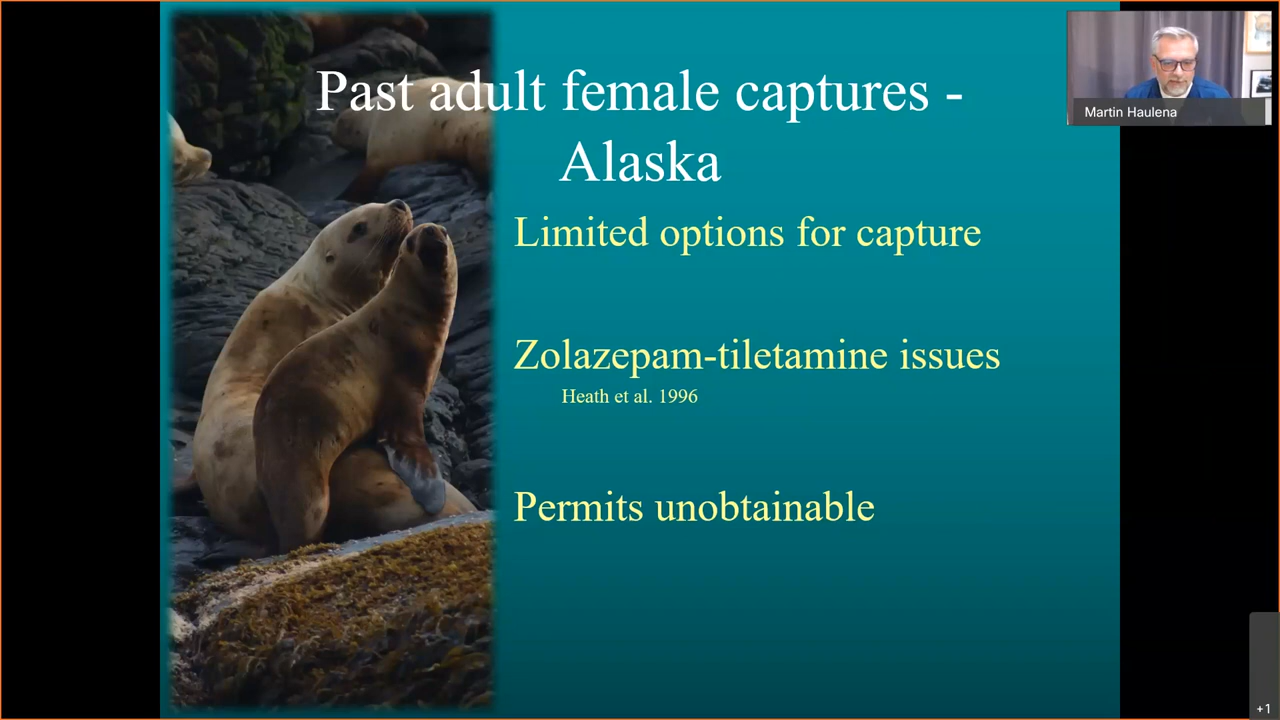 Past adult female captures -
Alaska
Limited options for capture
Zolazepam-tiletamine issues
Heath et al. 1996
Permits unobtainable
Martin Haulena
+1